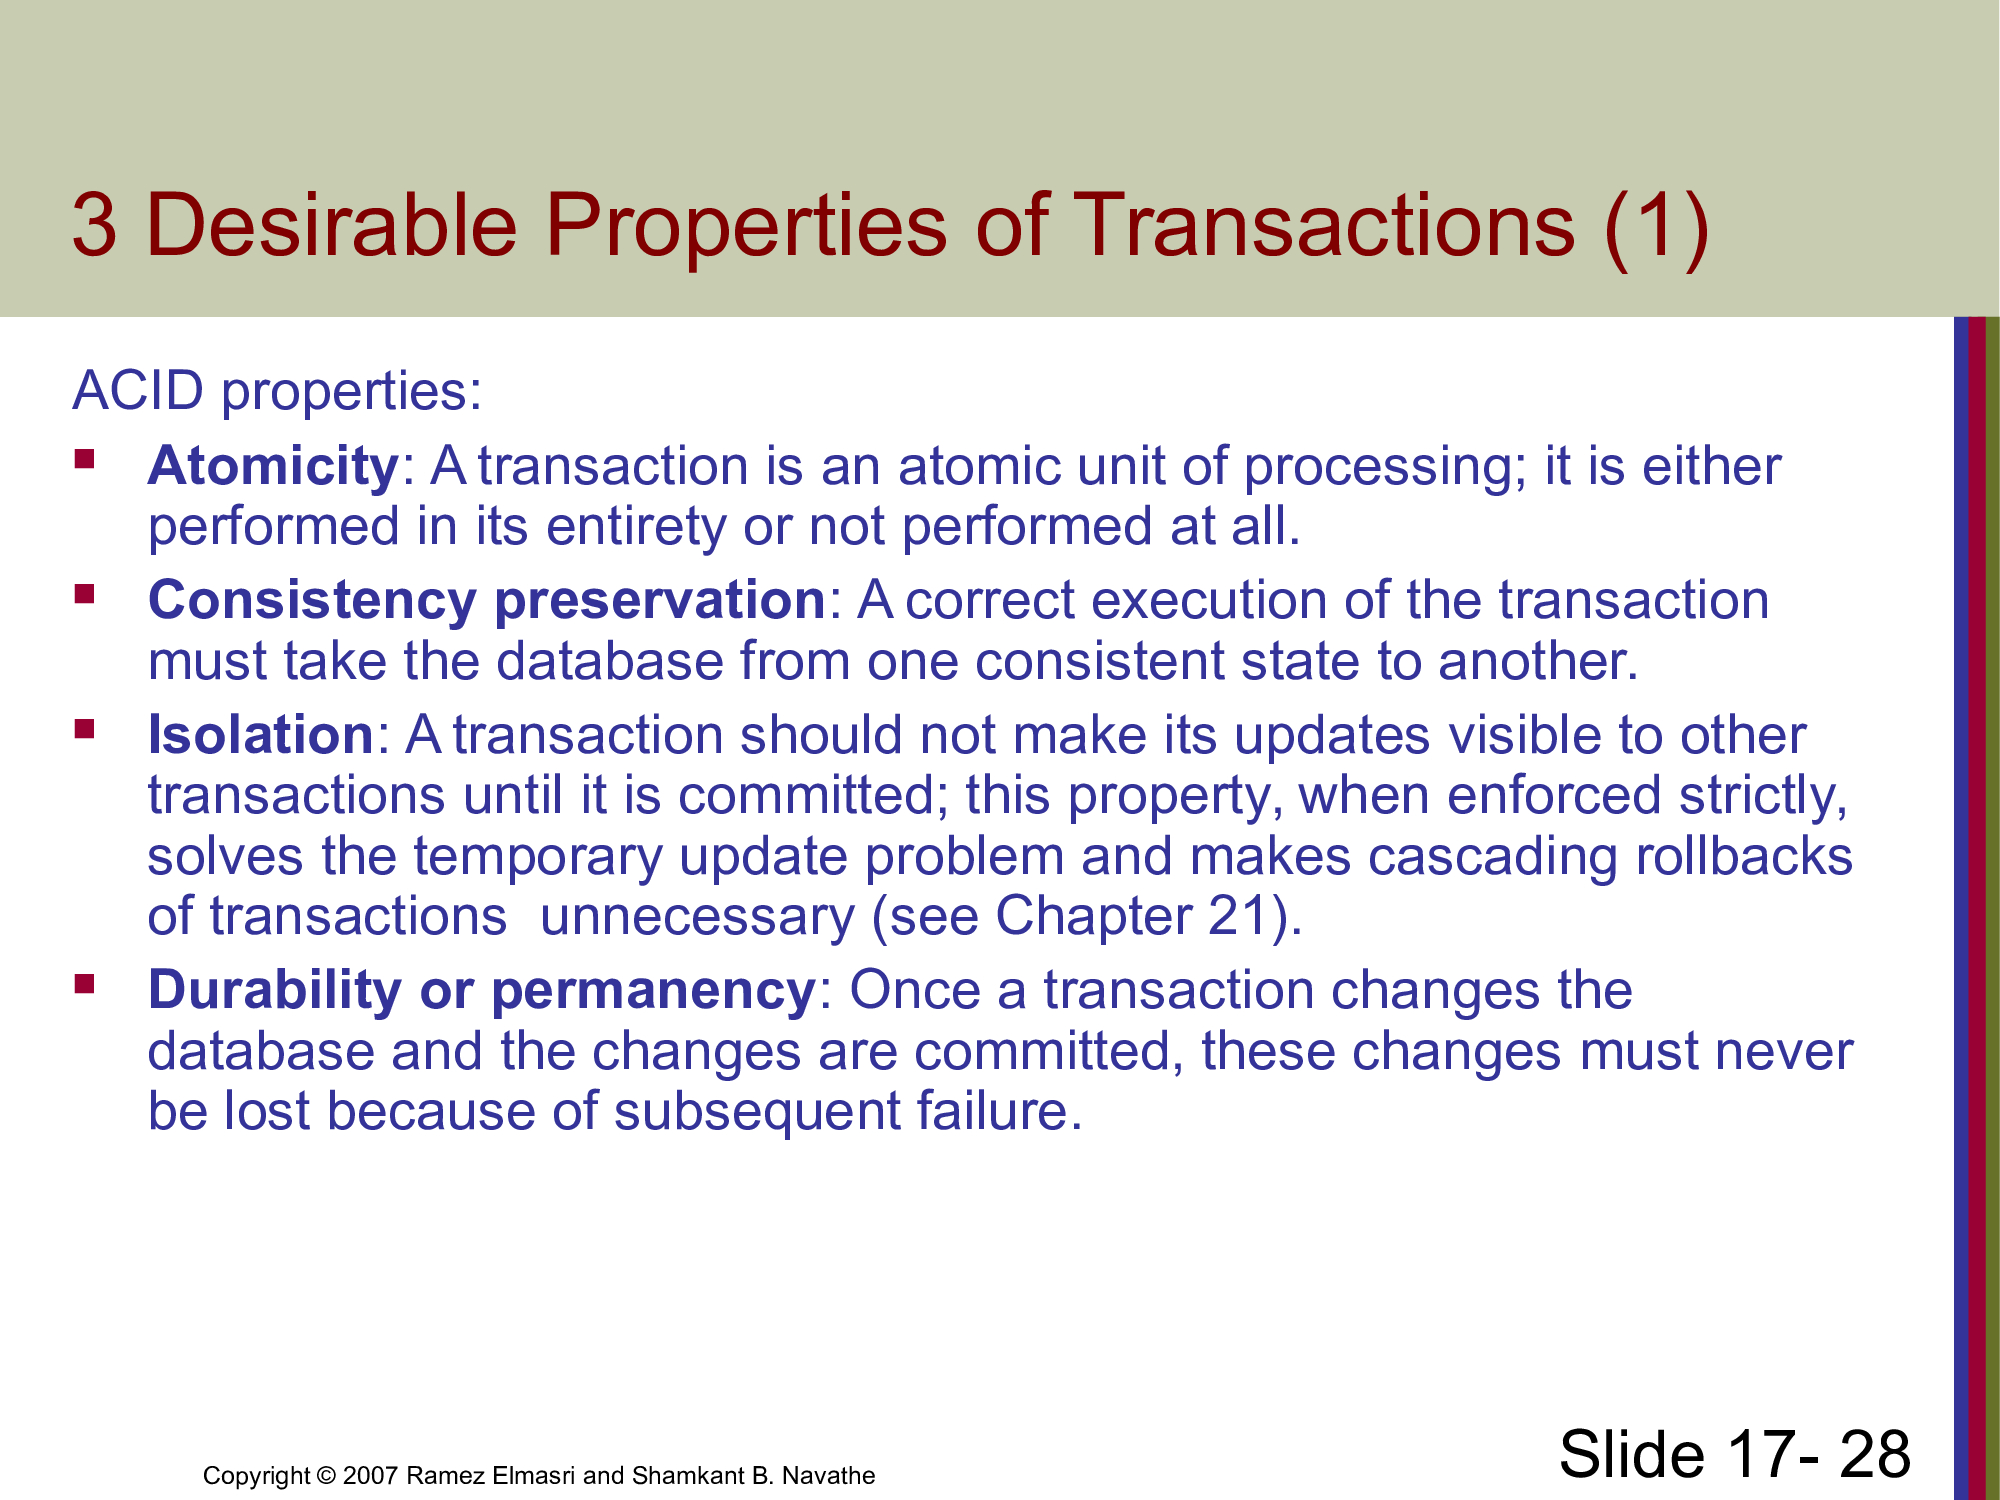 3 Desirable Properties of Transactions (1)
ACID properties:
Atomicity: A transaction is an atomic unit of processing; it is either
performed in its entirety or not performed at all.
Consistency preservation: A correct execution of the transaction
must take the database from one consistent state to another.
Isolation: A transaction should not make its updates visible to other
transactions until it is committed; this property, when enforced strictly,
solves the temporary update problem and makes cascading rollbacks
of transactions  unnecessary (see Chapter 21).
Durability or permanency: Once a transaction changes the
database and the changes are committed, these changes must never
be lost because of subsequent failure.
Copyright © 2007 Ramez Elmasri and Shamkant B. Navathe
Slide 17- 28